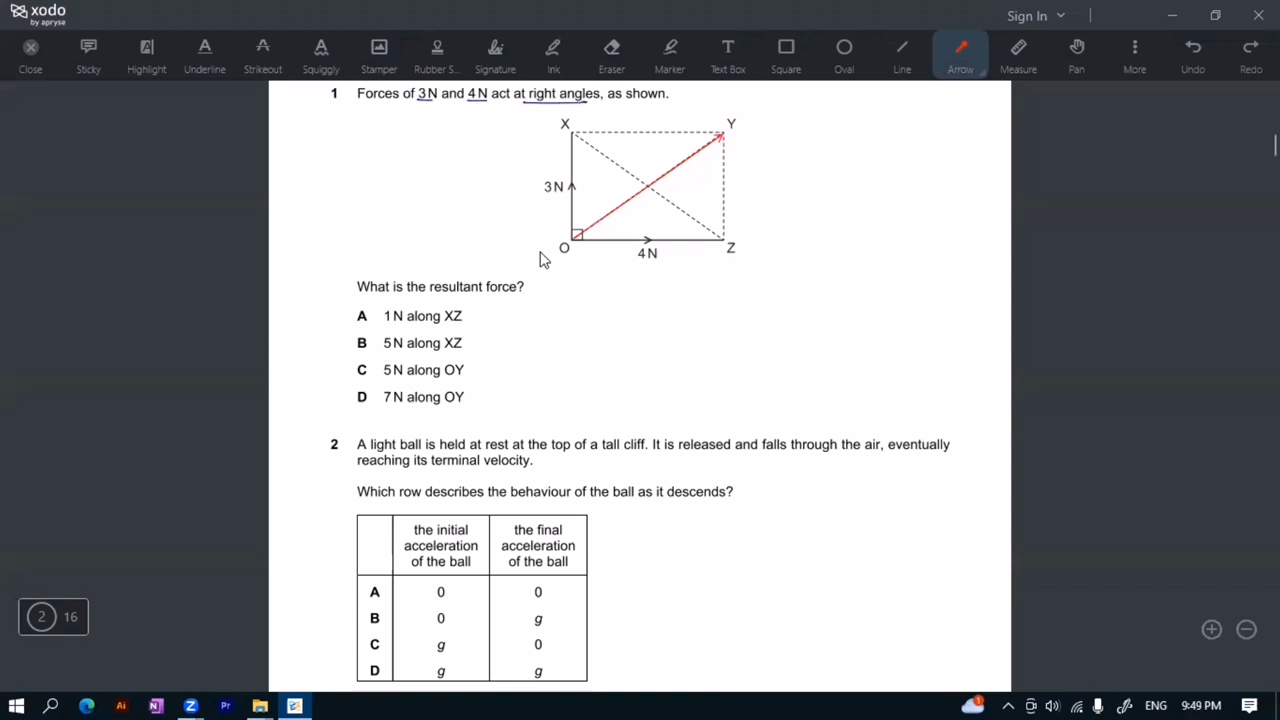 xodo
by apryse
Sign In
Close
Sticky
Highlight
Underline
Strikeout
Squiggly
Stamper
Rubber S...
Signature
Ink
Eraser
Marker
Text Box
Square
Oval
Line
Arrow
Measure
Pan
More
Undo
Redo
1 Forces of 3 N and 4 N act at right angles, as shown.
X Y
3 N
O Z
4 N
What is the resultant force?
A 1 N along XZ
B 5 N along XZ
C 5 N along OY
D 7 N along OY
2 A light ball is held at rest at the top of a tall cliff. It is released and falls through the air, eventually
reaching its terminal velocity.
Which row describes the behaviour of the ball as it descends?
the initial acceleration of the ball
the final acceleration of the ball
A 0 0
B 0 g
C g 0
D g g
2 16
Ai N Z Pr
1
ENG 9:49 PM